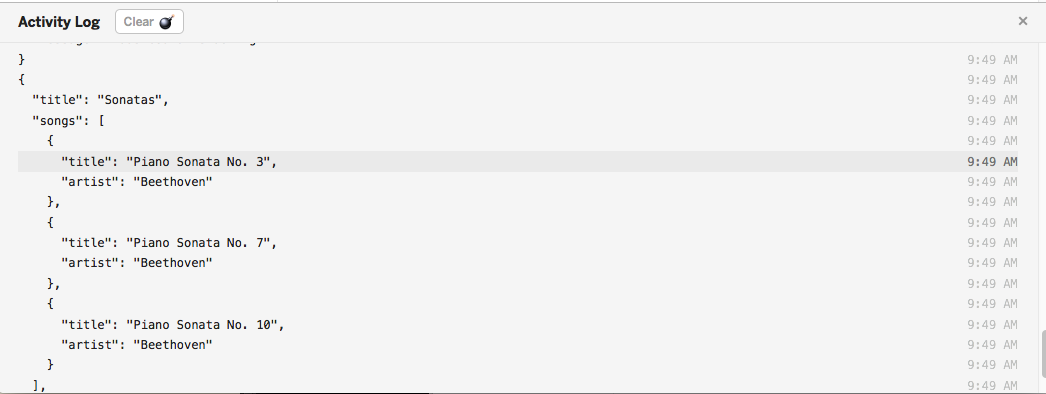 Activity Log Clear ×
} 9:49 AM
{ 9:49 AM
"title": "Sonatas", 9:49 AM
"songs": [ 9:49 AM
{ 9:49 AM
"title": "Piano Sonata No. 3", 9:49 AM
"artist": "Beethoven" 9:49 AM
}, 9:49 AM
{ 9:49 AM
"title": "Piano Sonata No. 7", 9:49 AM
"artist": "Beethoven" 9:49 AM
}, 9:49 AM
{ 9:49 AM
"title": "Piano Sonata No. 10", 9:49 AM
"artist": "Beethoven" 9:49 AM
} 9:49 AM
], 9:49 AM